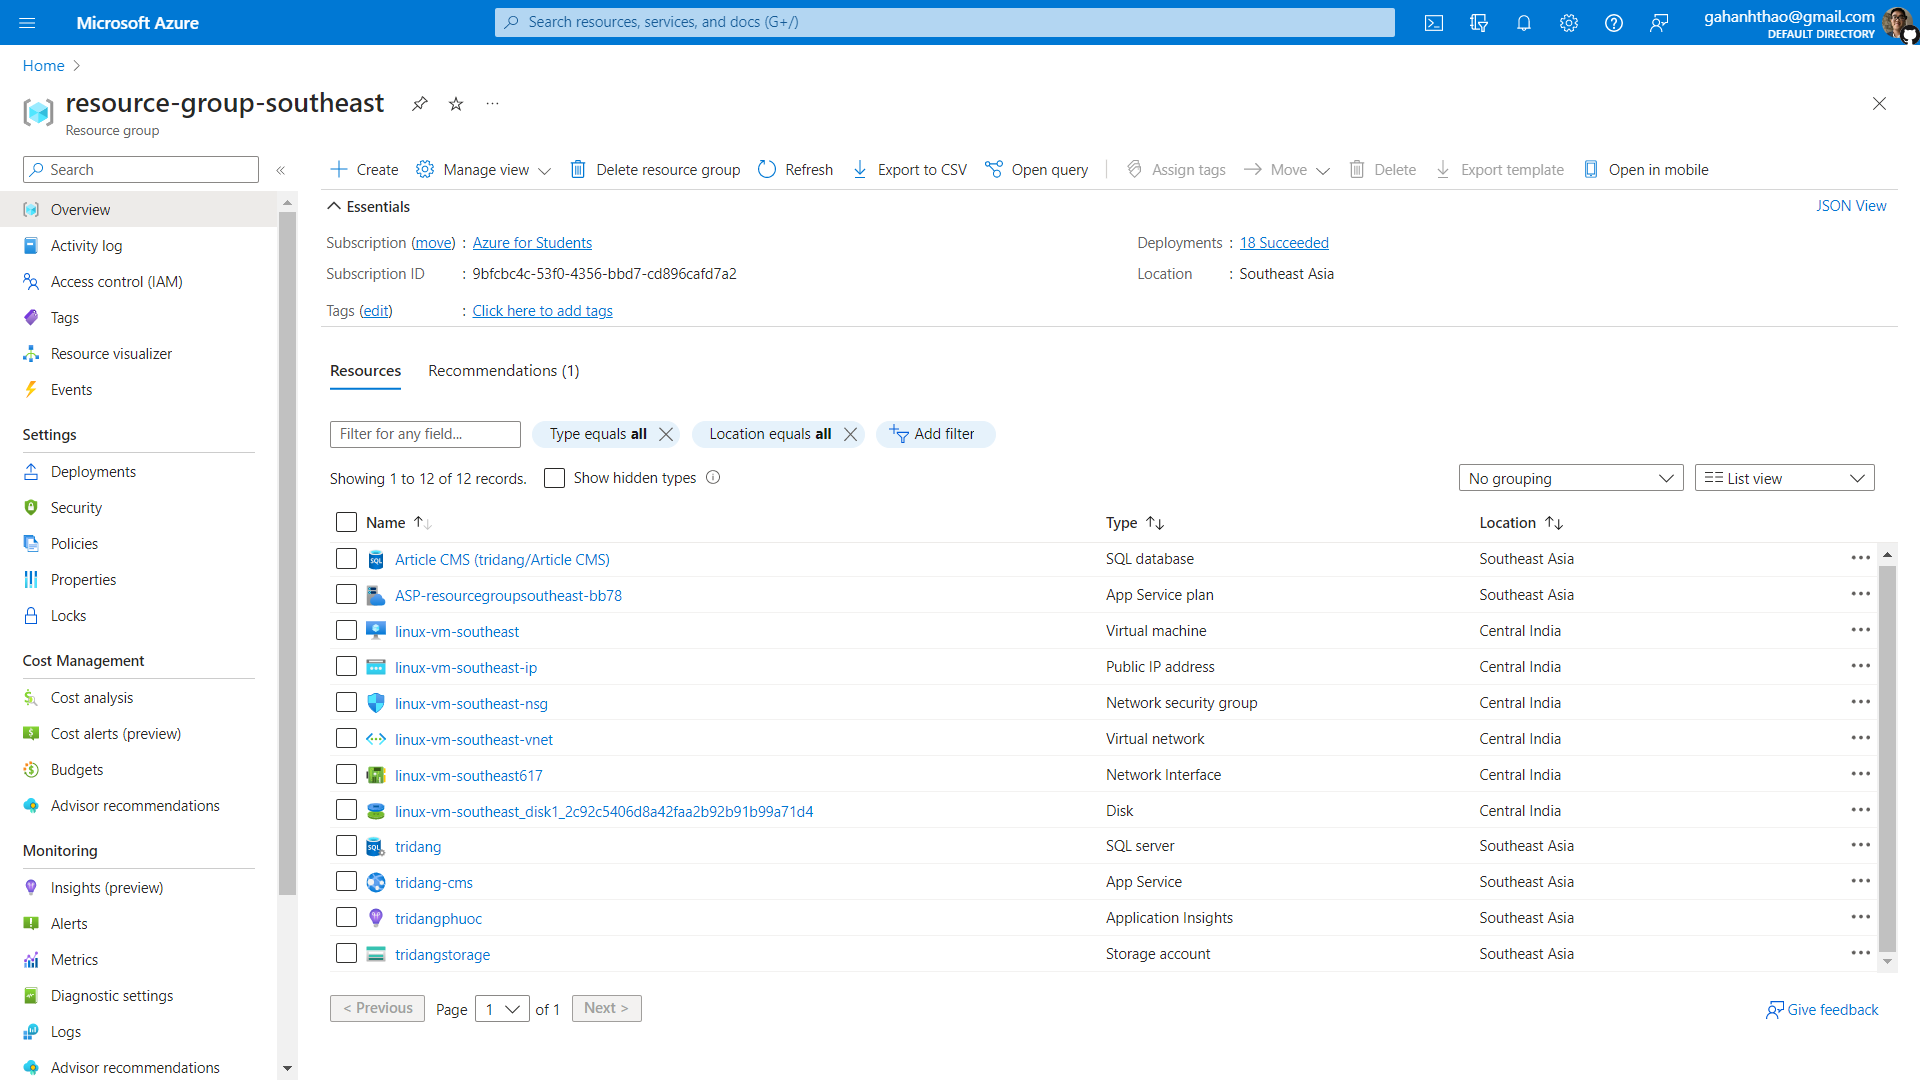 Microsoft Azure
Search resources, services, and docs (G+/)
gahanhthao@gmail.com
DEFAULT DIRECTORY
Home
resource-group-southeast
Resource group
Search
Create
Manage view
Delete resource group
Refresh
Export to CSV
Open query
Assign tags
Move
Delete
Export template
Open in mobile
Overview
Activity log
Access control (IAM)
Tags
Resource visualizer
Events
Settings
Deployments
Security
Policies
Properties
Locks
Cost Management
Cost analysis
Cost alerts (preview)
Budgets
Advisor recommendations
Monitoring
Insights (preview)
Alerts
Metrics
Diagnostic settings
Logs
Advisor recommendations
Essentials
JSON View
Subscription (move) : Azure for Students
Deployments : 18 Succeeded
Subscription ID : 9bfcbc4c-53f0-4356-bbd7-cd896cafd7a2
Location : Southeast Asia
Tags (edit) : Click here to add tags
Resources
Recommendations (1)
Filter for any field...
Type equals all
Location equals all
Add filter
Showing 1 to 12 of 12 records.
Show hidden types
No grouping
List view
Name Type Location
Article CMS (tridang/Article CMS) SQL database Southeast Asia
ASP-resourcegroupsoutheast-bb78 App Service plan Southeast Asia
linux-vm-southeast Virtual machine Central India
linux-vm-southeast-ip Public IP address Central India
linux-vm-southeast-nsg Network security group Central India
linux-vm-southeast-vnet Virtual network Central India
linux-vm-southeast617 Network Interface Central India
linux-vm-southeast_disk1_2c92c5406d8a42faa2b92b91b99a71d4 Disk Central India
tridang SQL server Southeast Asia
tridang-cms App Service Southeast Asia
tridangphuoc Application Insights Southeast Asia
tridangstorage Storage account Southeast Asia
< Previous
Page 1 of 1
Next >
Give feedback